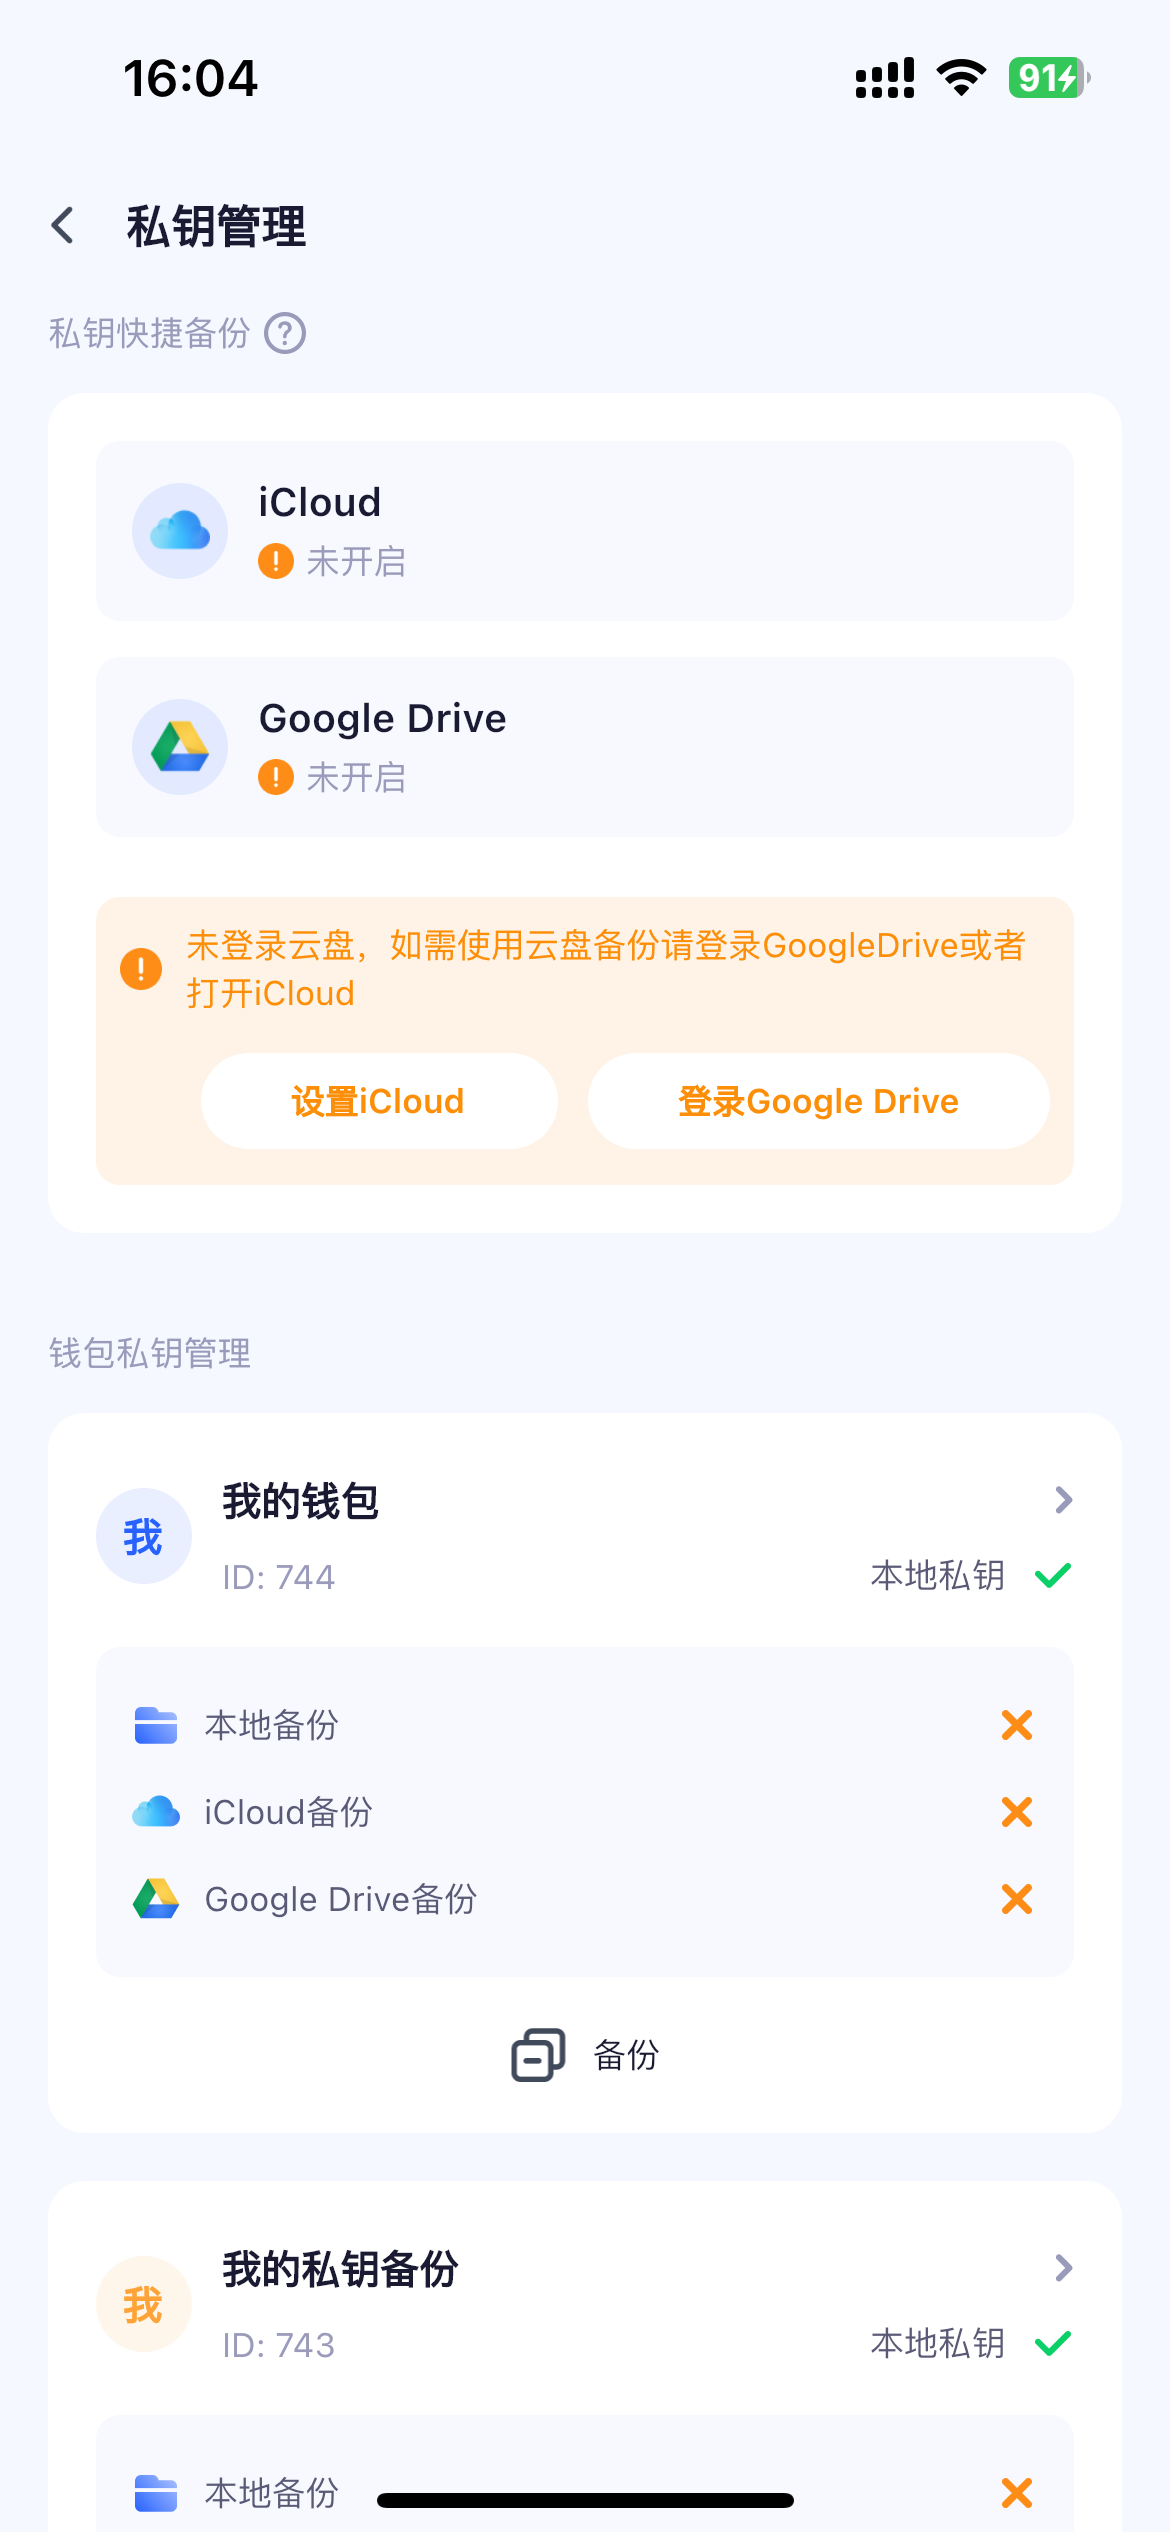 16:04
91
私钥管理
私钥快捷备份 ?
iCloud
未开启
Google Drive
未开启
未登录云盘，如需使用云盘备份请登录GoogleDrive或者
打开iCloud
设置iCloud
登录Google Drive
钱包私钥管理
我
我的钱包
ID: 744
本地私钥
本地备份
iCloud备份
Google Drive备份
备份
我
我的私钥备份
ID: 743
本地私钥
本地备份